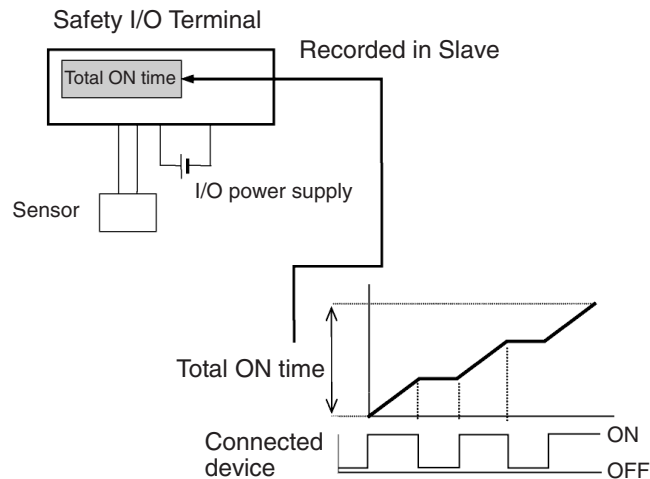 Safety I/O Terminal
Recorded in Slave
Total ON time
I/O power supply
Sensor
Total ON time
Connected
device
ON
OFF